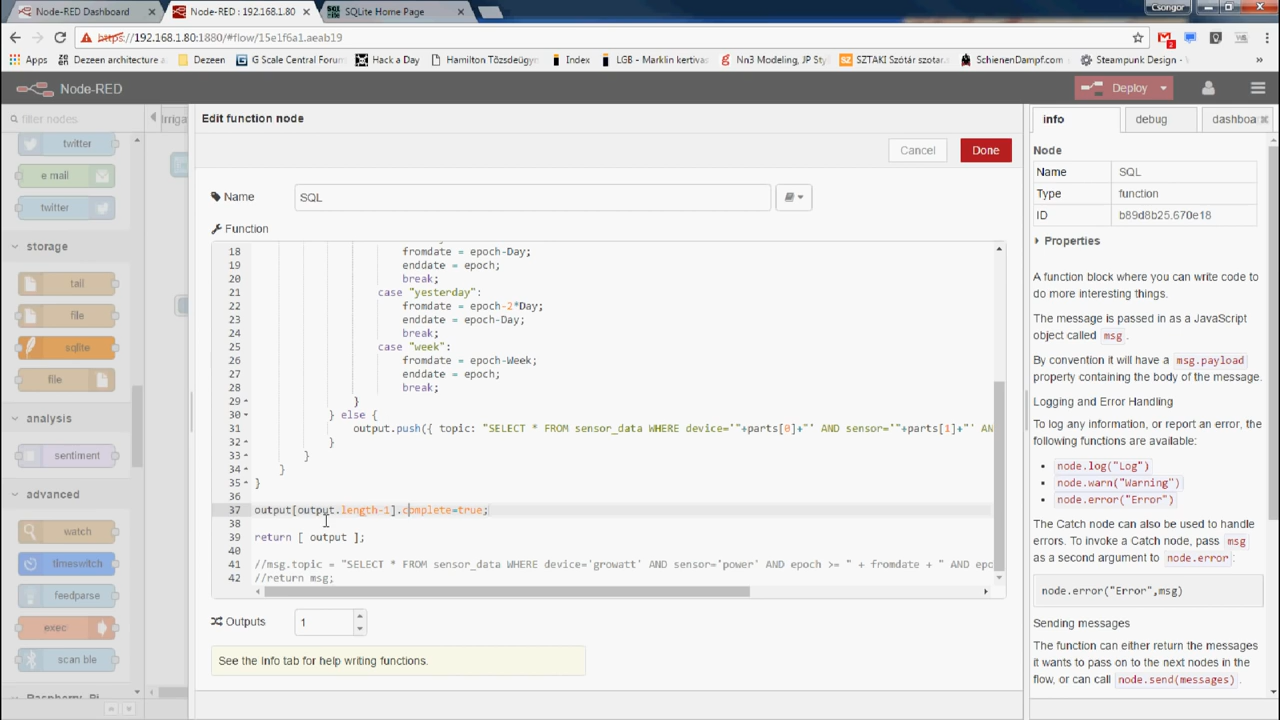 Node-RED Dashboard
Node-RED : 192.168.1.80
SQLite Home Page
Csongor
https://192.168.1.80:1880/#flow/15e1f6a1.aeab19
Apps
Dezeen architecture a
Dezeen
G Scale Central Forum
Hack a Day
Hamilton Tőzsdeügyn
Index
LGB - Marklin kertivas
Nn3 Modeling, JP Styl
SZTAKI Szótár szotar.
SchienenDampf.com -
Steampunk Design -
Node-RED
Deploy
filter nodes
twitter
e mail
twitter
storage
tail
file
sqlite
file
analysis
sentiment
advanced
watch
timeswitch
feedparse
exec
scan ble
Raspberry_Pi
Irriga
Edit function node
Cancel
Done
Name
SQL
Function
18 fromdate = epoch-Day;
19 enddate = epoch;
20 break;
21 case "yesterday":
22 fromdate = epoch-2*Day;
23 enddate = epoch-Day;
24 break;
25 case "week":
26 fromdate = epoch-Week;
27 enddate = epoch;
28 break;
29 }
30 } else {
31 output.push({ topic: "SELECT * FROM sensor_data WHERE device='"+parts[0]+"' AND sensor='"+parts[1]+"' AN
32 }
33 }
34 }
35 }
36
37 output[output.length-1].complete=true;
38
39 return [ output ];
40
41 //msg.topic = "SELECT * FROM sensor_data WHERE device='growatt' AND sensor='power' AND epoch >= " + fromdate + " AND epo
42 //return msg;
Outputs
1
See the Info tab for help writing functions.
info
debug
dashboa
Node
Name SQL
Type function
ID b89d8b25.670e18
Properties
A function block where you can write code to
do more interesting things.
The message is passed in as a JavaScript
object called msg .
By convention it will have a msg.payload
property containing the body of the message.
Logging and Error Handling
To log any information, or report an error, the
following functions are available:
node.log("Log")
node.warn("Warning")
node.error("Error")
The Catch node can also be used to handle
errors. To invoke a Catch node, pass msg
as a second argument to node.error :
node.error("Error",msg)
Sending messages
The function can either return the messages
it wants to pass on to the next nodes in the
flow, or can call node.send(messages) .